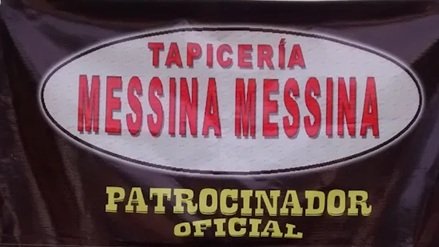 TAPICERÍA
MESSINA MESSINA
PATROCINADOR
OFICIAL